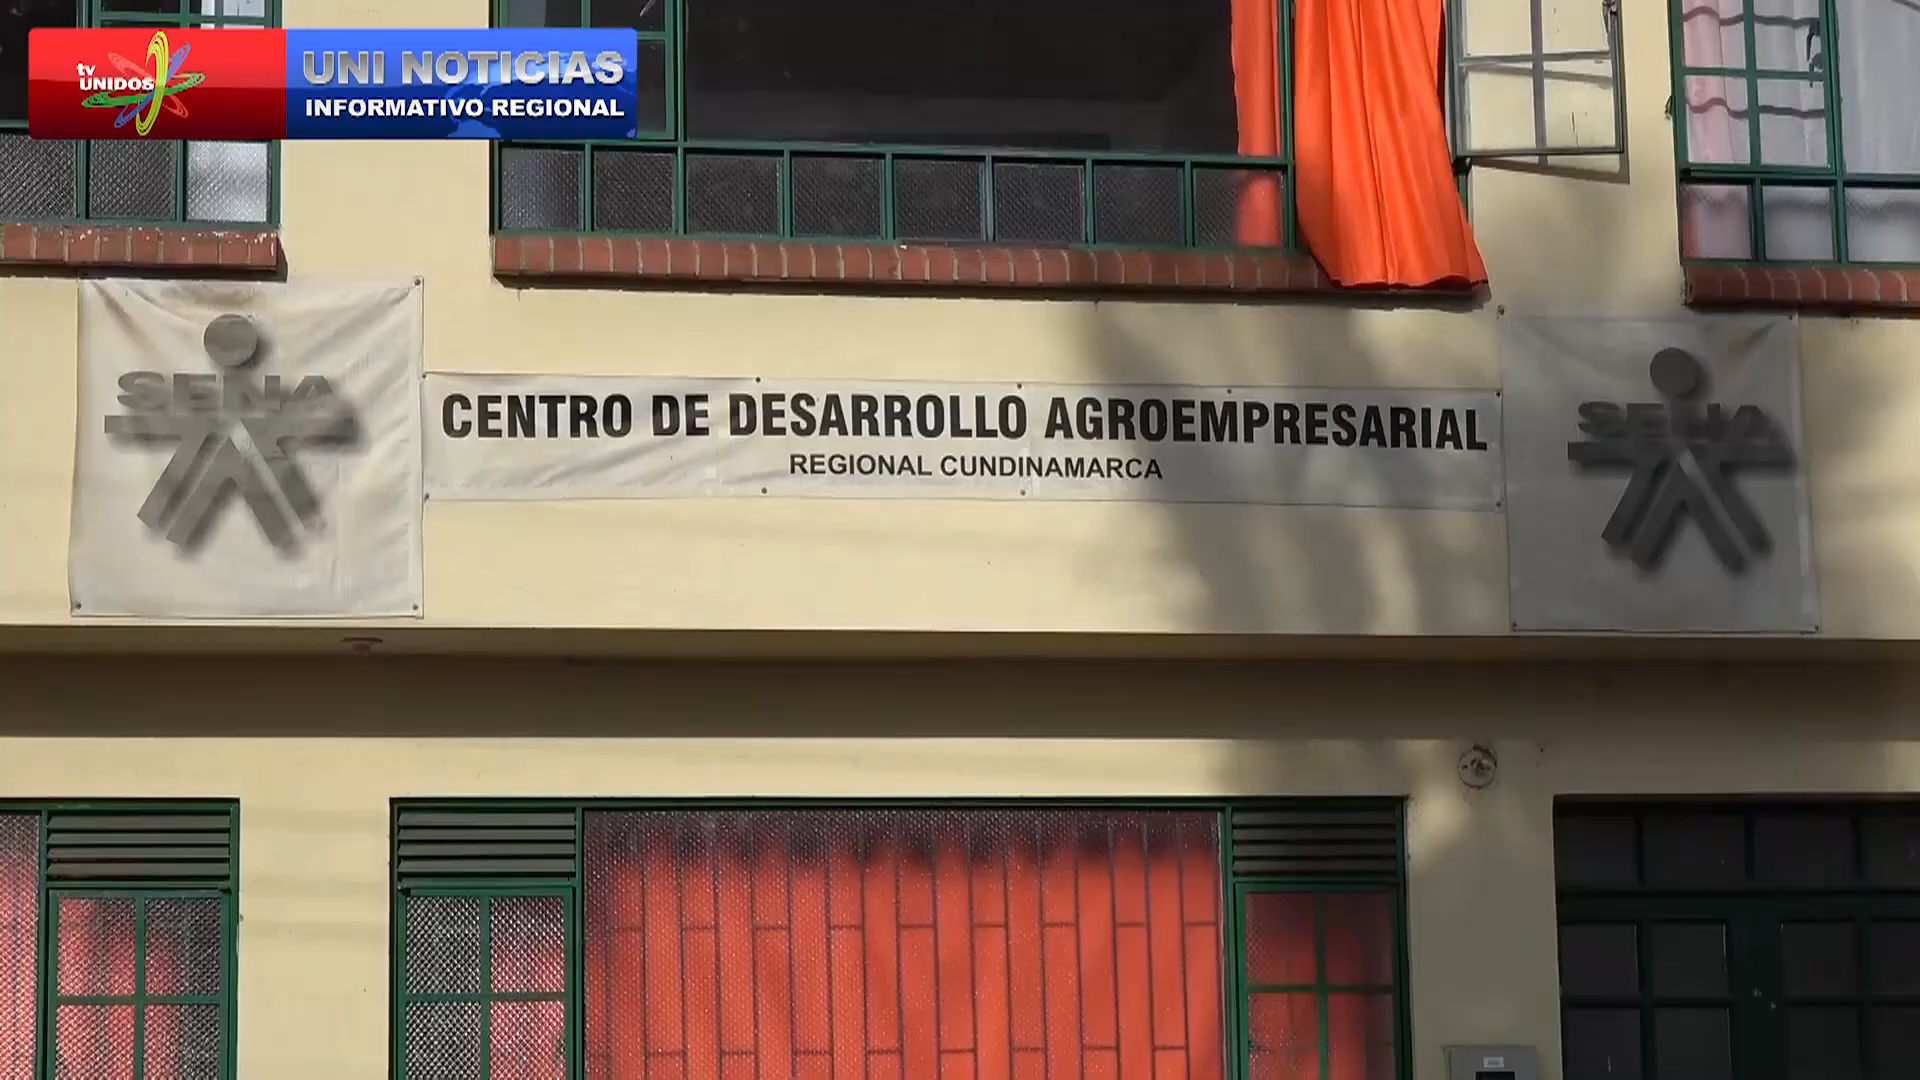 tv
UNIDOS
UNI NOTICIAS
INFORMATIVO REGIONAL
SENA
CENTRO DE DESARROLLO AGROEMPRESARIAL
REGIONAL CUNDINAMARCA
SENA